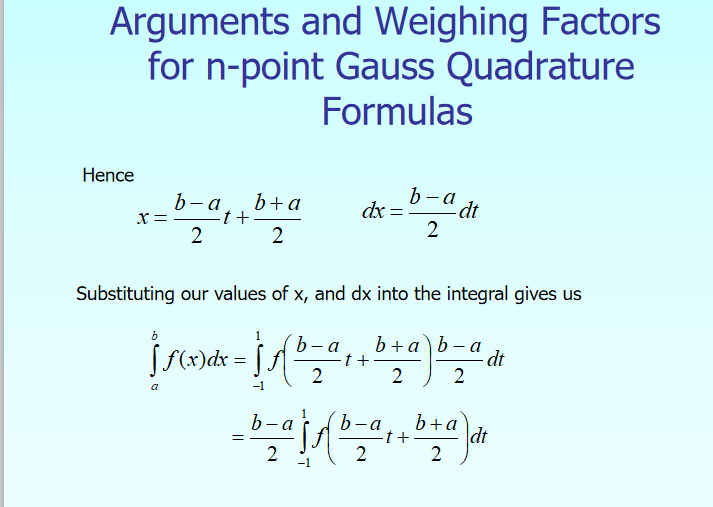 Arguments and Weighing Factors
for n-point Gauss Quadrature
Formulas
Hence
x = \frac{b-a}{2}t + \frac{b+a}{2}    dx = \frac{b-a}{2}dt
Substituting our values of x, and dx into the integral gives us
\int_{a}^{b} f(x)dx = \int_{-1}^{1} f\left(\frac{b-a}{2}t + \frac{b+a}{2}\right)\frac{b-a}{2}dt
= \frac{b-a}{2}\int_{-1}^{1} f\left(\frac{b-a}{2}t + \frac{b+a}{2}\right)dt